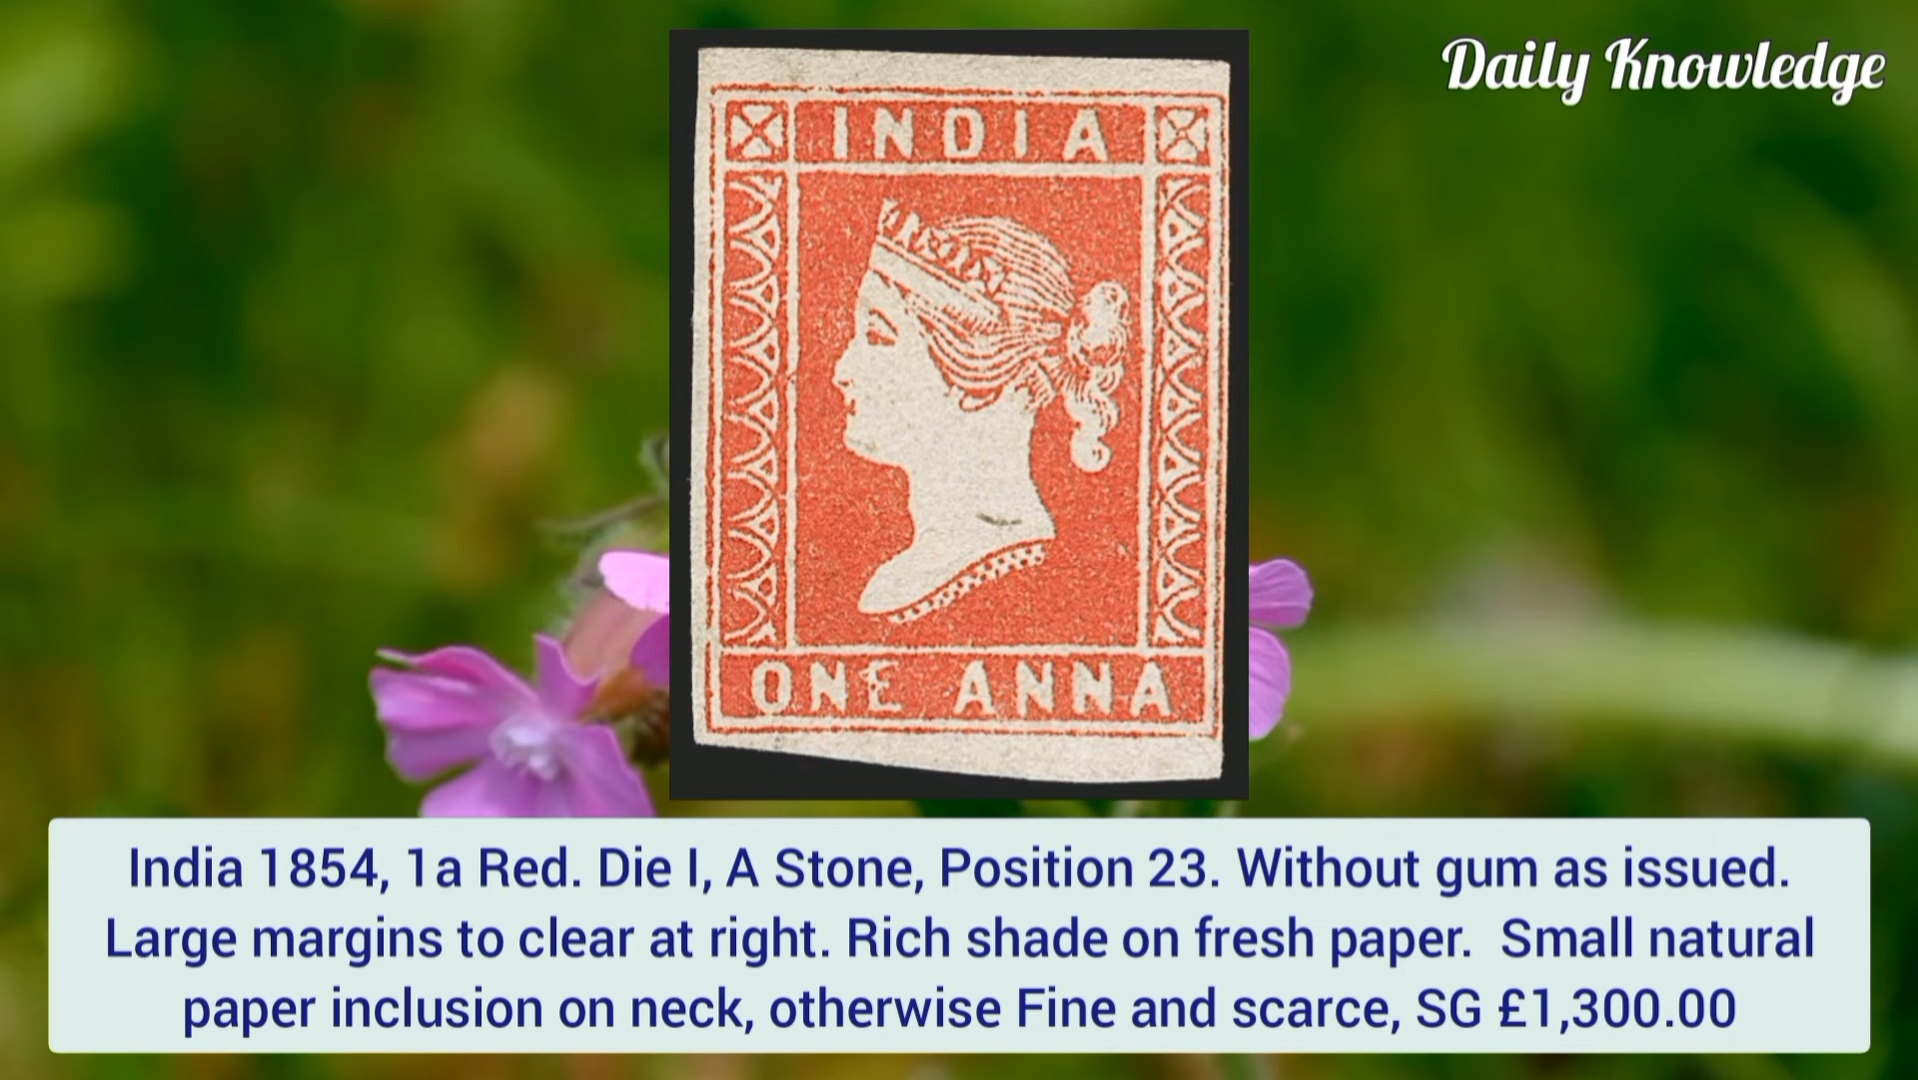 Daily Knowledge
INDIA
ONE ANNA
India 1854, 1a Red. Die I, A Stone, Position 23. Without gum as issued.
Large margins to clear at right. Rich shade on fresh paper. Small natural
paper inclusion on neck, otherwise Fine and scarce, SG £1,300.00